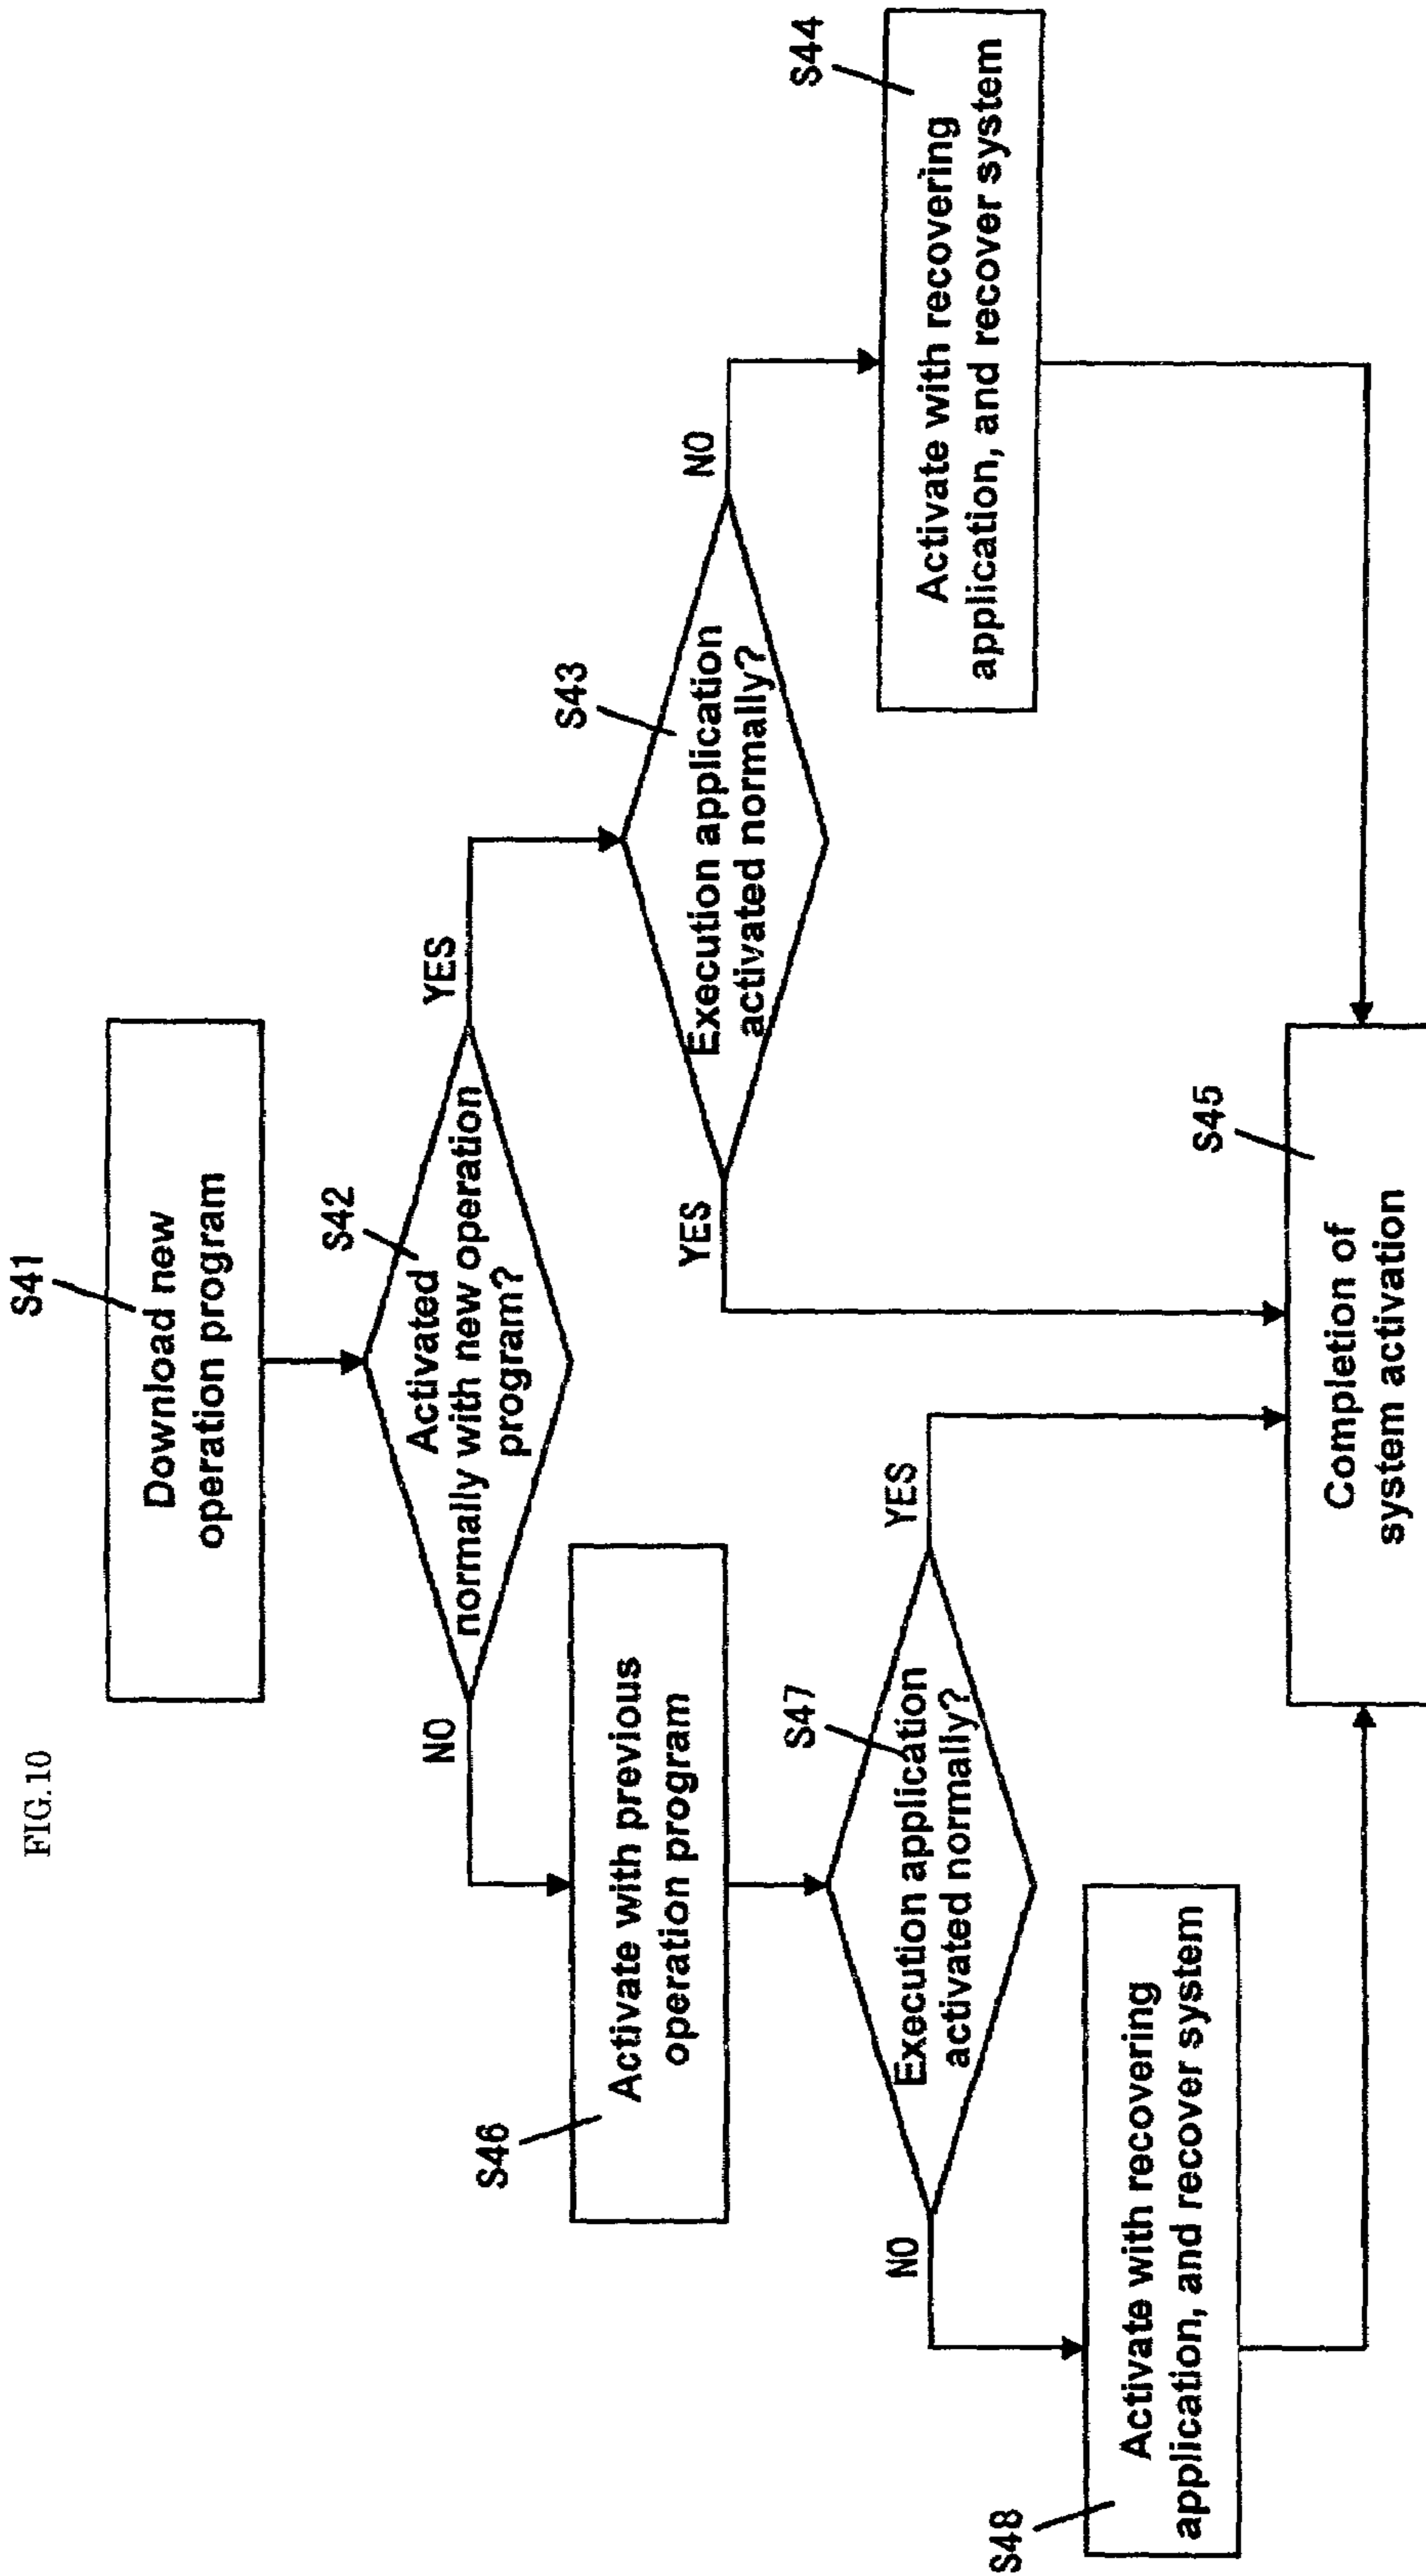 FIG.10
S41
Download new
operation program
S42
Activated
normally with new operation
program?
NO
YES
S46
Activate with previous
operation program
S43
Execution application
activated normally?
YES
NO
S47
Execution application
activated normally?
NO
YES
S44
Activate with recovering
application, and recover system
S48
Activate with recovering
application, and recover system
S45
Completion of
system activation